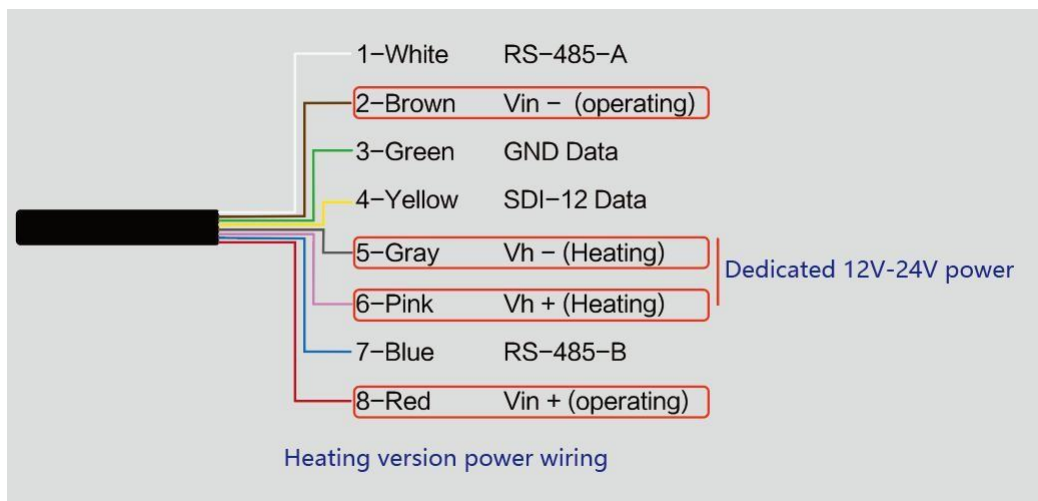 1-White RS-485-A
2-Brown Vin - (operating)
3-Green GND Data
4-Yellow SDI-12 Data
5-Gray Vh - (Heating)
Dedicated 12V-24V power
6-Pink Vh + (Heating)
7-Blue RS-485-B
8-Red Vin + (operating)
Heating version power wiring